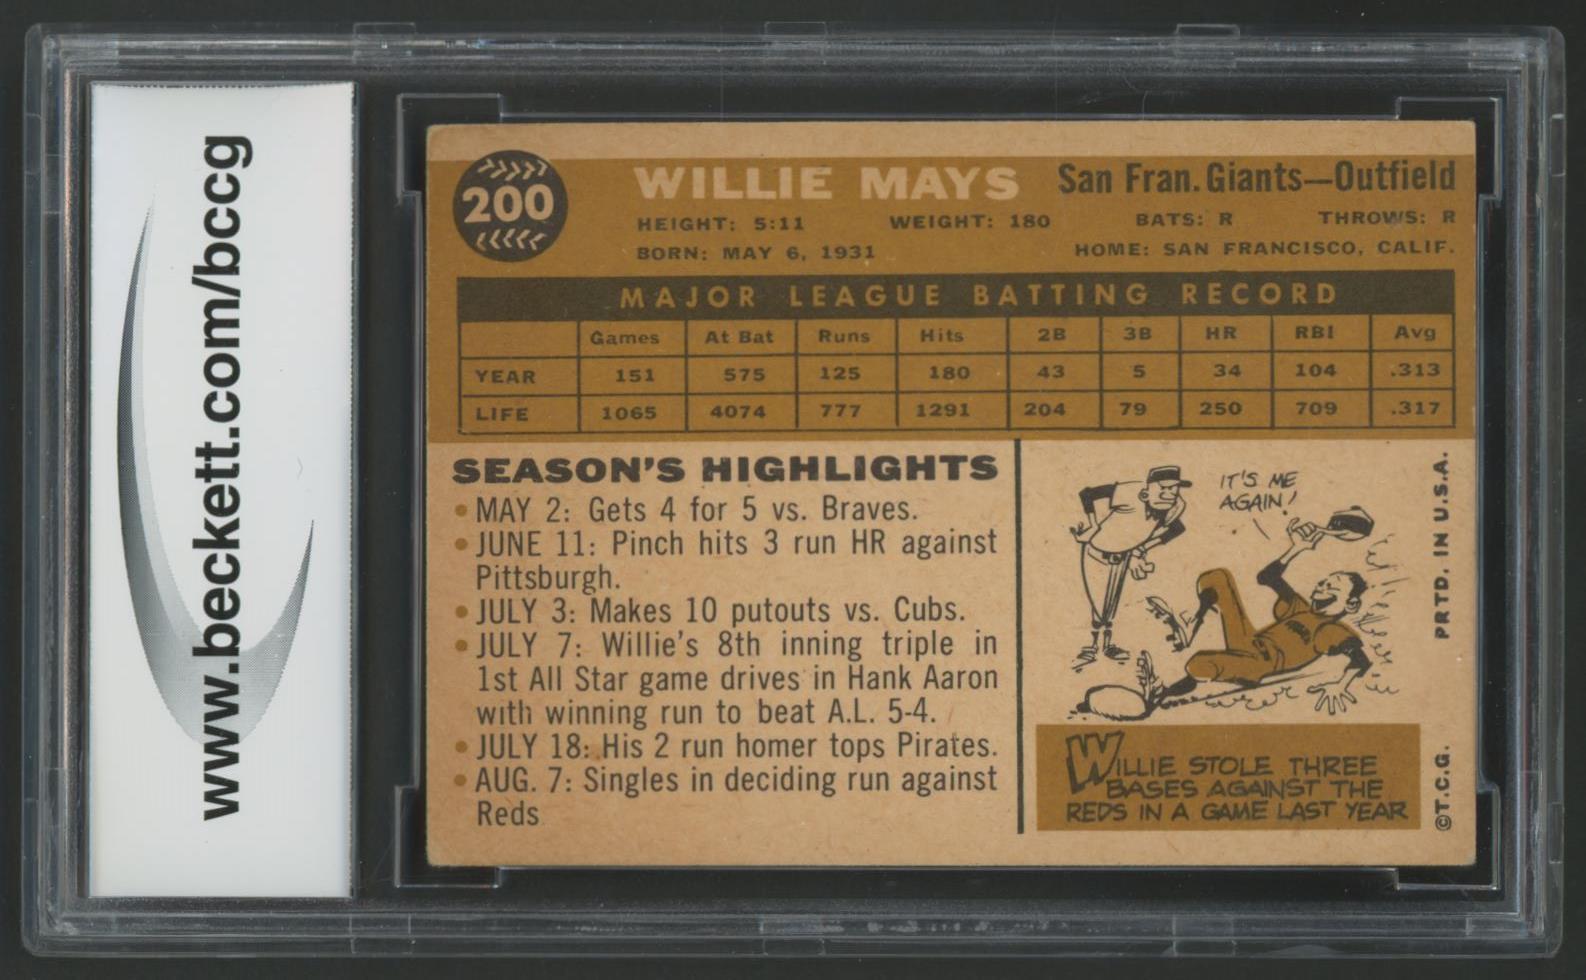 www.beckett.com/bccg
200
WILLIE MAYS
San Fran. Giants—Outfield
HEIGHT: 5:11 WEIGHT: 180 BATS: R THROWS: R
BORN: MAY 6, 1931 HOME: SAN FRANCISCO, CALIF.
MAJOR LEAGUE BATTING RECORD
Games At Bat Runs Hits 2B 3B HR RBI Avg
YEAR 151 575 125 180 43 5 34 104 .313
LIFE 1065 4074 777 1291 204 79 250 709 .317
SEASON'S HIGHLIGHTS
• MAY 2: Gets 4 for 5 vs. Braves.
• JUNE 11: Pinch hits 3 run HR against
Pittsburgh.
• JULY 3: Makes 10 putouts vs. Cubs.
• JULY 7: Willie's 8th inning triple in
1st All Star game drives in Hank Aaron
with winning run to beat A.L. 5-4.
• JULY 18: His 2 run homer tops Pirates.
• AUG. 7: Singles in deciding run against
Reds
IT'S ME
AGAIN!
WILLIE STOLE THREE
BASES AGAINST THE
REDS IN A GAME LAST YEAR
PRTD. IN U.S.A.
©T.C.G.